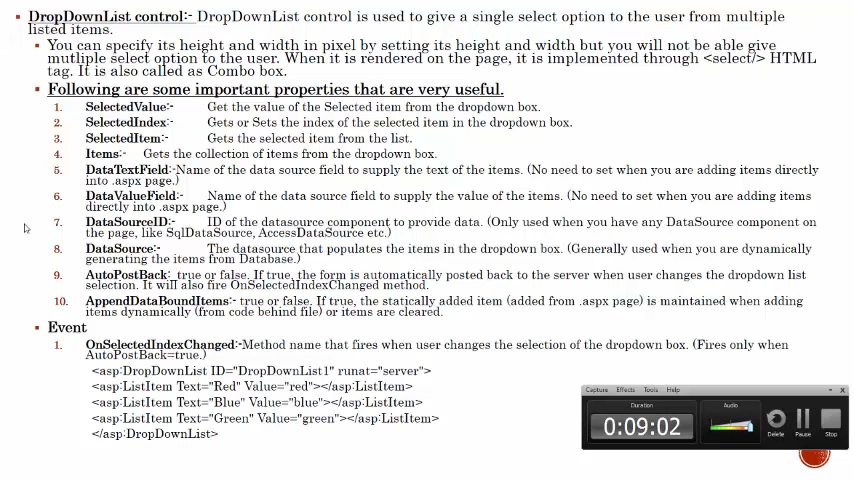 DropDownList control:- DropDownList control is used to give a single select option to the user from multiple
listed items.
You can specify its height and width in pixel by setting its height and width but you will not be able give
mutliple select option to the user. When it is rendered on the page, it is implemented through <select/> HTML
tag. It is also called as Combo box.
Following are some important properties that are very useful.
1. SelectedValue:- Get the value of the Selected item from the dropdown box.
2. SelectedIndex:- Gets or Sets the index of the selected item in the dropdown box.
3. SelectedItem:- Gets the selected item from the list.
4. Items:- Gets the collection of items from the dropdown box.
5. DataTextField:-Name of the data source field to supply the text of the items. (No need to set when you are adding items directly
into .aspx page.)
6. DataValueField:- Name of the data source field to supply the value of the items. (No need to set when you are adding items
directly into .aspx page.)
7. DataSourceID:- ID of the datasource component to provide data. (Only used when you have any DataSource component on
the page, like SqlDataSource, AccessDataSource etc.)
8. DataSource:- The datasource that populates the items in the dropdown box. (Generally used when you are dynamically
generating the items from Database.)
9. AutoPostBack:_true or false. If true, the form is automatically posted back to the server when user changes the dropdown list
selection. It will also fire OnSelectedIndexChanged method.
10. AppendDataBoundItems:- true or false. If true, the statically added item (added from .aspx page) is maintained when adding
items dynamically (from code behind file) or items are cleared.
Event
1. OnSelectedIndexChanged:-Method name that fires when user changes the selection of the dropdown box. (Fires only when
AutoPostBack=true.)
<asp:DropDownList ID="DropDownList1" runat="server">
<asp:ListItem Text="Red" Value="red"></asp:ListItem>
<asp:ListItem Text="Blue" Value="blue"></asp:ListItem>
<asp:ListItem Text="Green" Value="green"></asp:ListItem>
</asp:DropDownList>
Capture Effects Tools Help
Duration
0:09:02
Audio
Delete Pause Stop